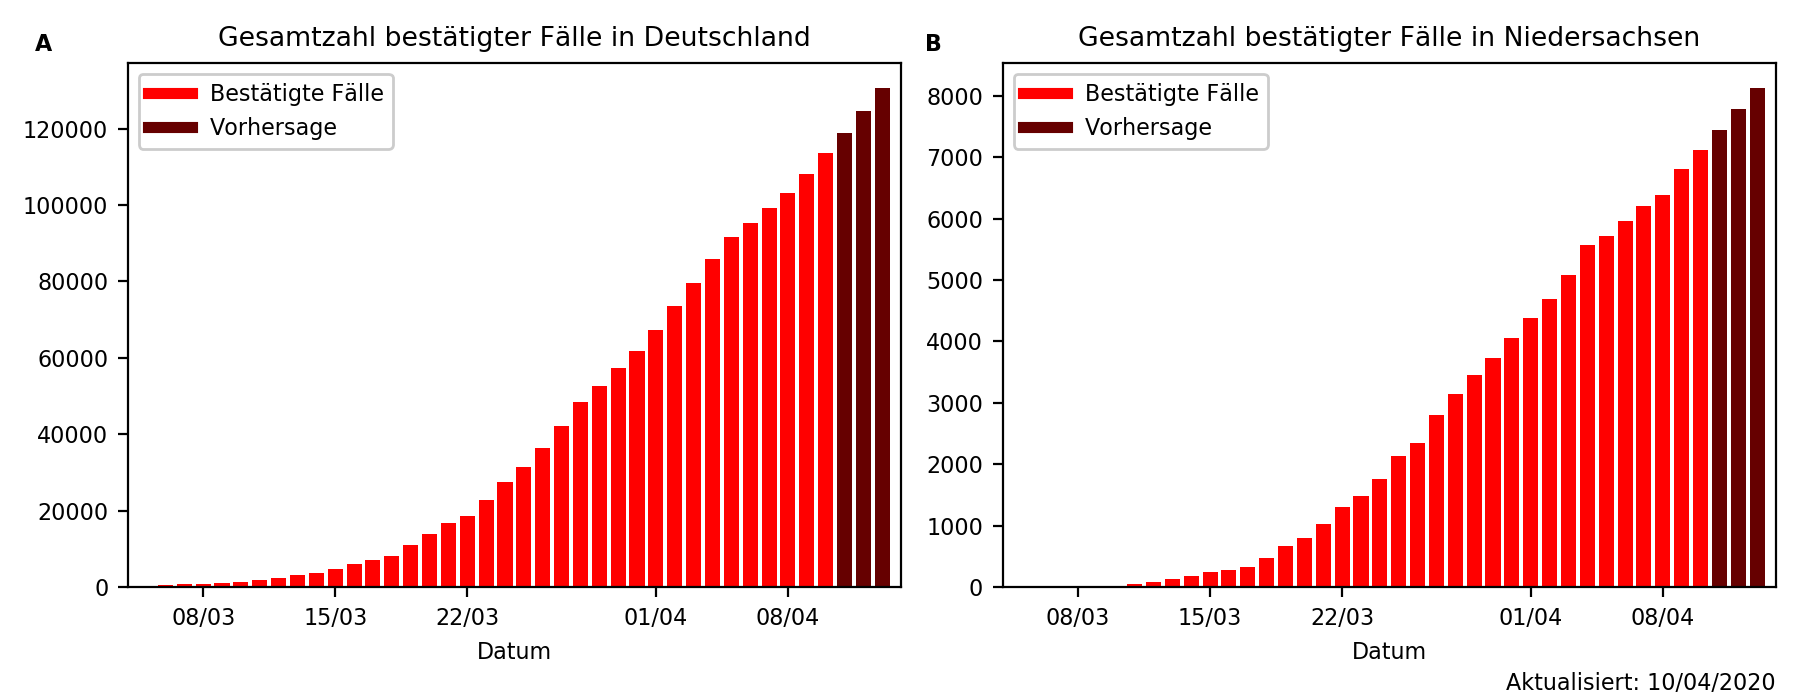 A
Gesamtzahl bestätigter Fälle in Deutschland
Bestätigte Fälle
Vorhersage
120000
100000
80000
60000
40000
20000
0
08/03 15/03 22/03 01/04 08/04
Datum
B
Gesamtzahl bestätigter Fälle in Niedersachsen
Bestätigte Fälle
Vorhersage
8000
7000
6000
5000
4000
3000
2000
1000
0
08/03 15/03 22/03 01/04 08/04
Datum
Aktualisiert: 10/04/2020